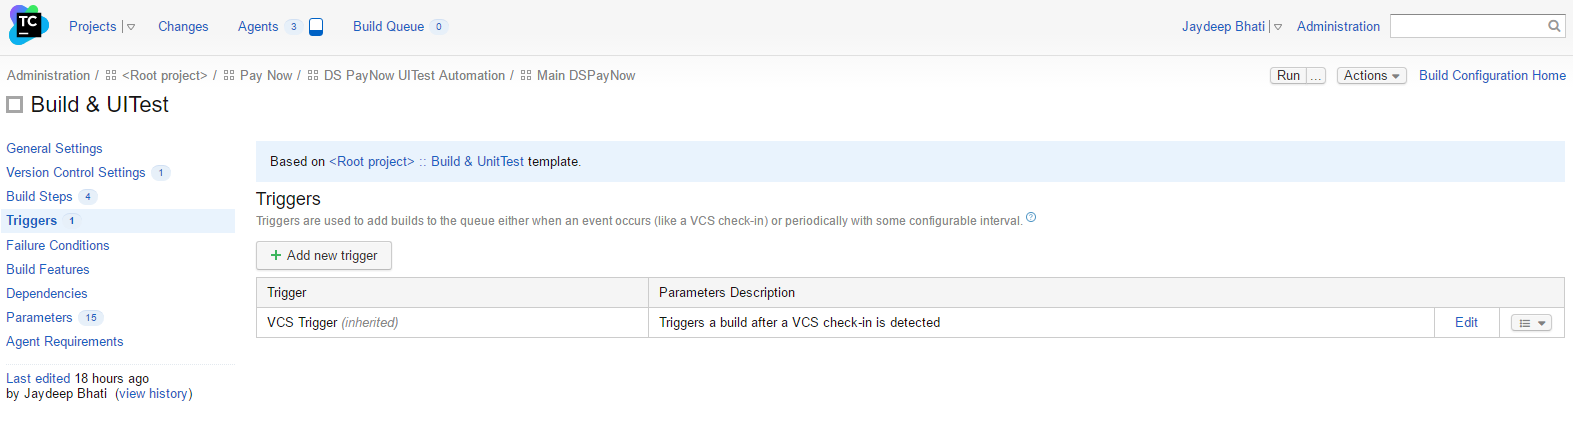 TC Projects Changes Agents 3 Build Queue 0 Jaydeep Bhati Administration
Administration / <Root project> / Pay Now / DS PayNow UITest Automation / Main DSPayNow Run ... Actions Build Configuration Home
Build & UITest
General Settings
Version Control Settings 1
Build Steps 4
Triggers 1
Failure Conditions
Build Features
Dependencies
Parameters 15
Agent Requirements
Last edited 18 hours ago
by Jaydeep Bhati (view history)
Based on <Root project> :: Build & UnitTest template.
Triggers
Triggers are used to add builds to the queue either when an event occurs (like a VCS check-in) or periodically with some configurable interval. ?
+ Add new trigger
Trigger Parameters Description
VCS Trigger (inherited) Triggers a build after a VCS check-in is detected Edit